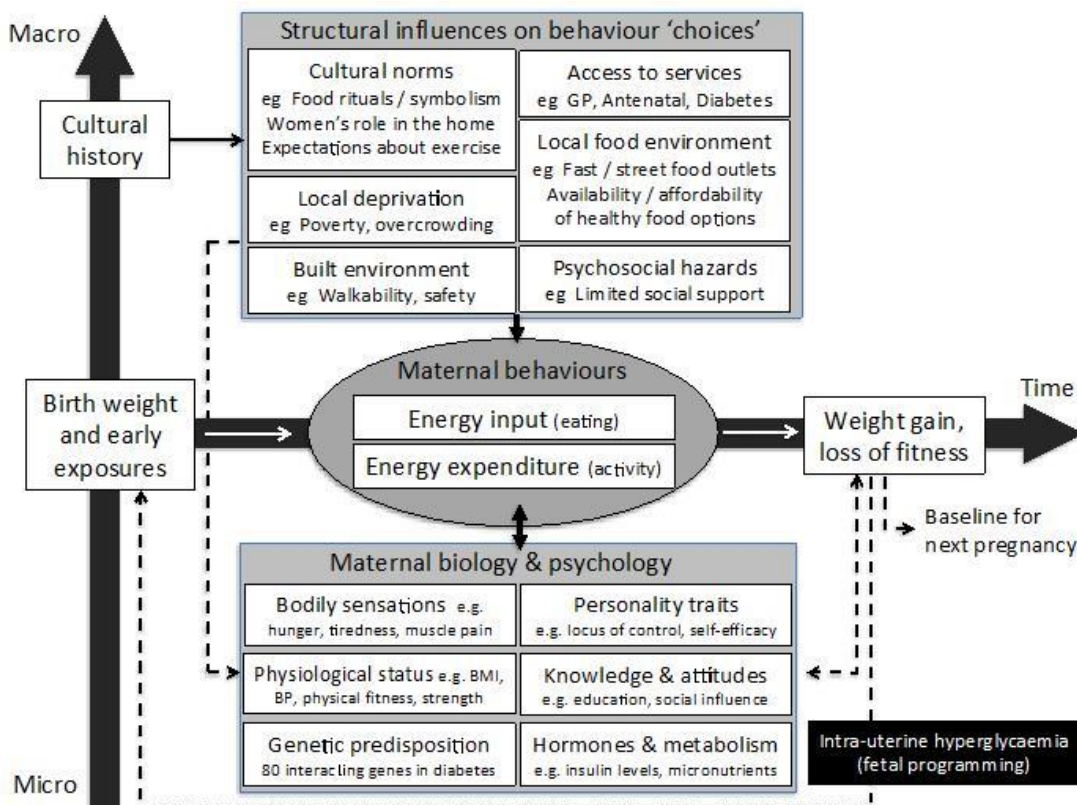 Macro
Cultural
history
Structural influences on behaviour ‘choices’
Cultural norms
eg Food rituals / symbolism
Women’s role in the home
Expectations about exercise
Local deprivation
eg Poverty, overcrowding
Built environment
eg Walkability, safety
Access to services
eg GP, Antenatal, Diabetes
Local food environment
eg Fast / street food outlets
Availability / affordability
of healthy food options
Psychosocial hazards
eg Limited social support
Birth weight
and early
exposures
Maternal behaviours
Energy input (eating)
Energy expenditure (activity)
Time
Weight gain,
loss of fitness
Baseline for
next pregnancy
Maternal biology & psychology
Bodily sensations e.g.
hunger, tiredness, muscle pain
Physiological status e.g. BMI,
BP, physical fitness, strength
Genetic predisposition
80 interacling genes in diabetes
Personality traits
e.g. locus of control, self-efficacy
Knowledge & attitudes
e.g. education, social influence
Hormones & metabolism
e.g. insulin levels, micronutrients
Intra-uterine hyperglycaemia
(fetal programming)
Micro